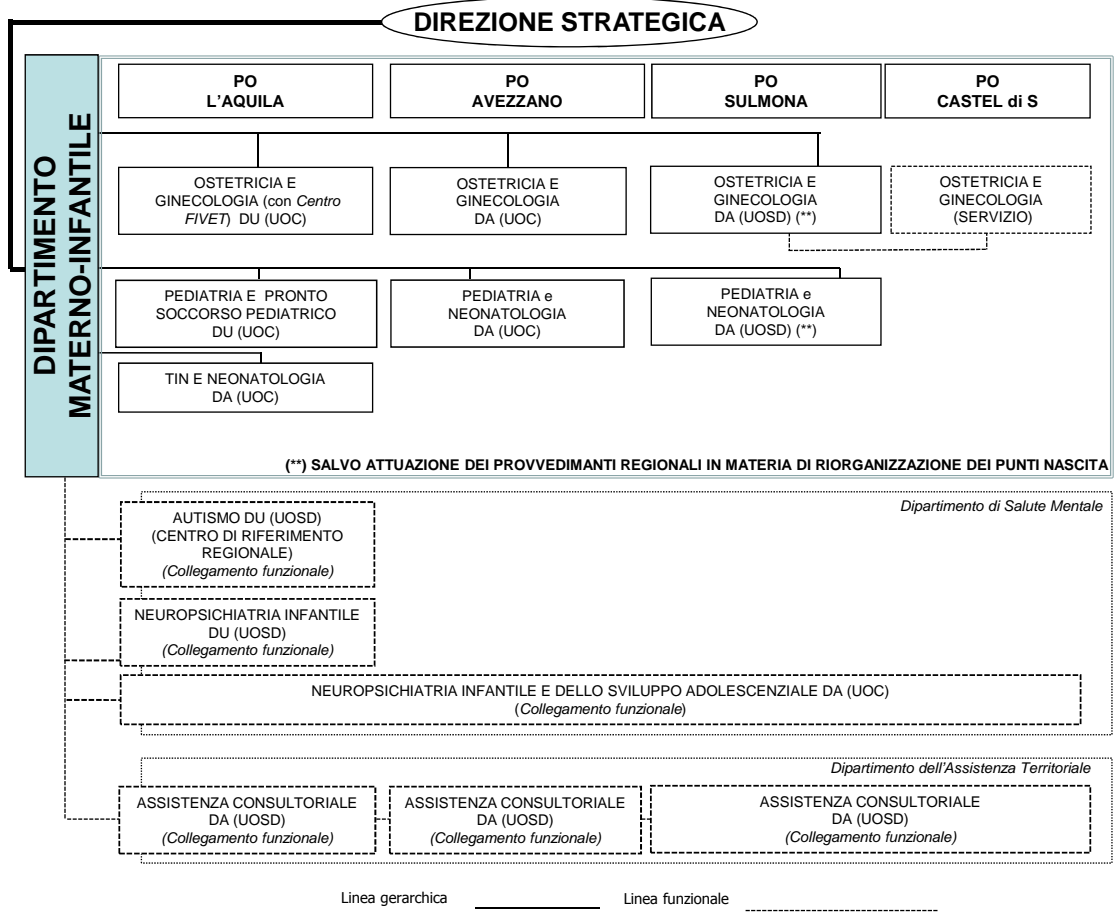 DIREZIONE STRATEGICA
DIPARTIMENTO
MATERNO-INFANTILE
PO
L'AQUILA
PO
AVEZZANO
PO
SULMONA
PO
CASTEL di S
OSTETRICIA E
GINECOLOGIA (con Centro
FIVET) DU (UOC)
OSTETRICIA E
GINECOLOGIA
DA (UOC)
OSTETRICIA E
GINECOLOGIA
DA (UOSD) (**)
OSTETRICIA E
GINECOLOGIA
(SERVIZIO)
PEDIATRIA E PRONTO
SOCCORSO PEDIATRICO
DU (UOC)
PEDIATRIA e
NEONATOLOGIA
DA (UOC)
PEDIATRIA e
NEONATOLOGIA
DA (UOSD) (**)
TIN E NEONATOLOGIA
DA (UOC)
(**) SALVO ATTUAZIONE DEI PROVVEDIMANTI REGIONALI IN MATERIA DI RIORGANIZZAZIONE DEI PUNTI NASCITA
Dipartimento di Salute Mentale
AUTISMO DU (UOSD)
(CENTRO DI RIFERIMENTO
REGIONALE)
(Collegamento funzionale)
NEUROPSICHIATRIA INFANTILE
DU (UOSD)
(Collegamento funzionale)
NEUROPSICHIATRIA INFANTILE E DELLO SVILUPPO ADOLESCENZIALE DA (UOC)
(Collegamento funzionale)
Dipartimento dell'Assistenza Territoriale
ASSISTENZA CONSULTORIALE
DA (UOSD)
(Collegamento funzionale)
ASSISTENZA CONSULTORIALE
DA (UOSD)
(Collegamento funzionale)
ASSISTENZA CONSULTORIALE
DA (UOSD)
(Collegamento funzionale)
Linea gerarchica
Linea funzionale